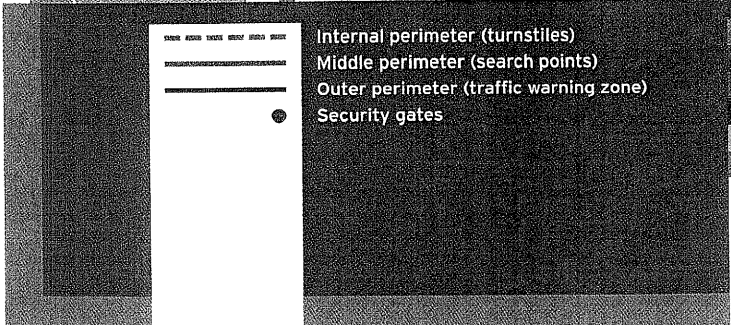 Internal perimeter (turnstiles)
Middle perimeter (search points)
Outer perimeter (traffic warning zone)
Security gates